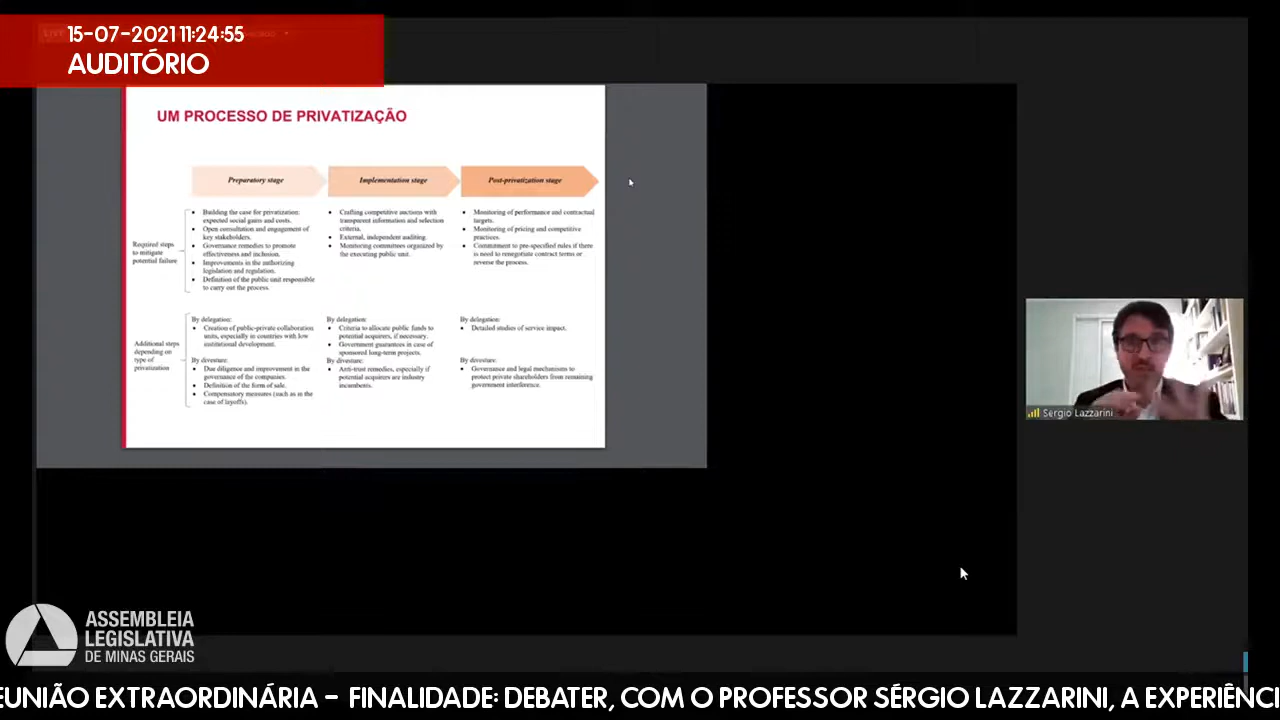 LIVE
15-07-2021 11:24:55
AUDITÓRIO
UM PROCESSO DE PRIVATIZAÇÃO
Preparatory stage
Implementation stage
Post-privatization stage
Required steps
to mitigate
potential failure
• Building the case for privatization:
expected social gains and costs.
• Open consultation and engagement of
key stakeholders.
• Governance remedies to promote
effectiveness and inclusion.
• Improvements in the authorizing
legislation and regulation.
• Definition of the public unit responsible
to carry out the process.
• Crafting competitive auctions with
transparent information and selection
criteria.
• External, independent auditing.
• Monitoring committees organized by
the executing public unit.
• Monitoring of performance and contractual
targets.
• Monitoring of pricing and competitive
practices.
• Commitment to pre-specified rules if there
is need to renegotiate contract terms or
reverse the process.
Additional steps
depending on
type of
privatization
By delegation:
• Creation of public-private collaboration
units, especially in countries with low
institutional development.
By divesture:
• Due diligence and improvement in the
governance of the companies.
• Definition of the form of sale.
• Compensatory measures (such as in the
case of layoffs).
By delegation:
• Criteria to allocate public funds to
potential acquirers, if necessary.
• Government guarantees in case of
sponsored long-term projects.
By divesture:
• Anti-trust remedies, especially if
potential acquirers are industry
incumbents.
By delegation:
• Detailed studies of service impact.
By divesture:
• Governance and legal mechanisms to
protect private shareholders from remaining
government interference.
Sergio Lazzarini
ASSEMBLEIA
LEGISLATIVA
DE MINAS GERAIS
EUNIÃO EXTRAORDINÁRIA - FINALIDADE: DEBATER, COM O PROFESSOR SÉRGIO LAZZARINI, A EXPERIÊNCI